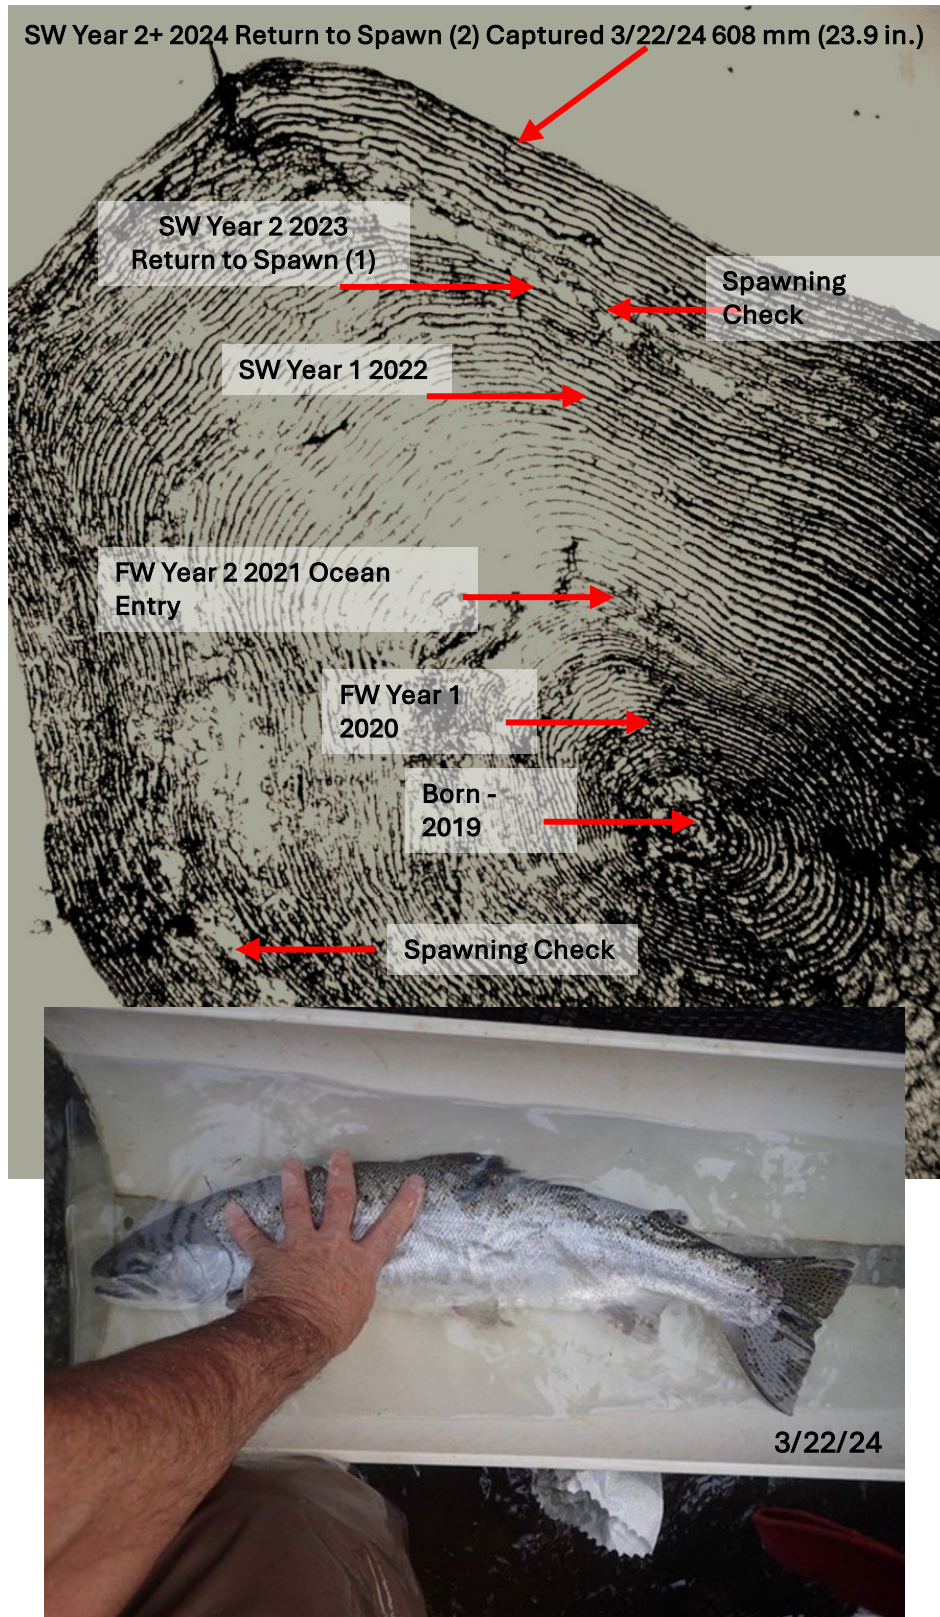 SW Year 2+ 2024 Return to Spawn (2) Captured 3/22/24 608 mm (23.9 in.)
SW Year 2 2023
Return to Spawn (1)
Spawning
Check
SW Year 1 2022
FW Year 2 2021 Ocean
Entry
FW Year 1
2020
Born -
2019
Spawning Check
3/22/24